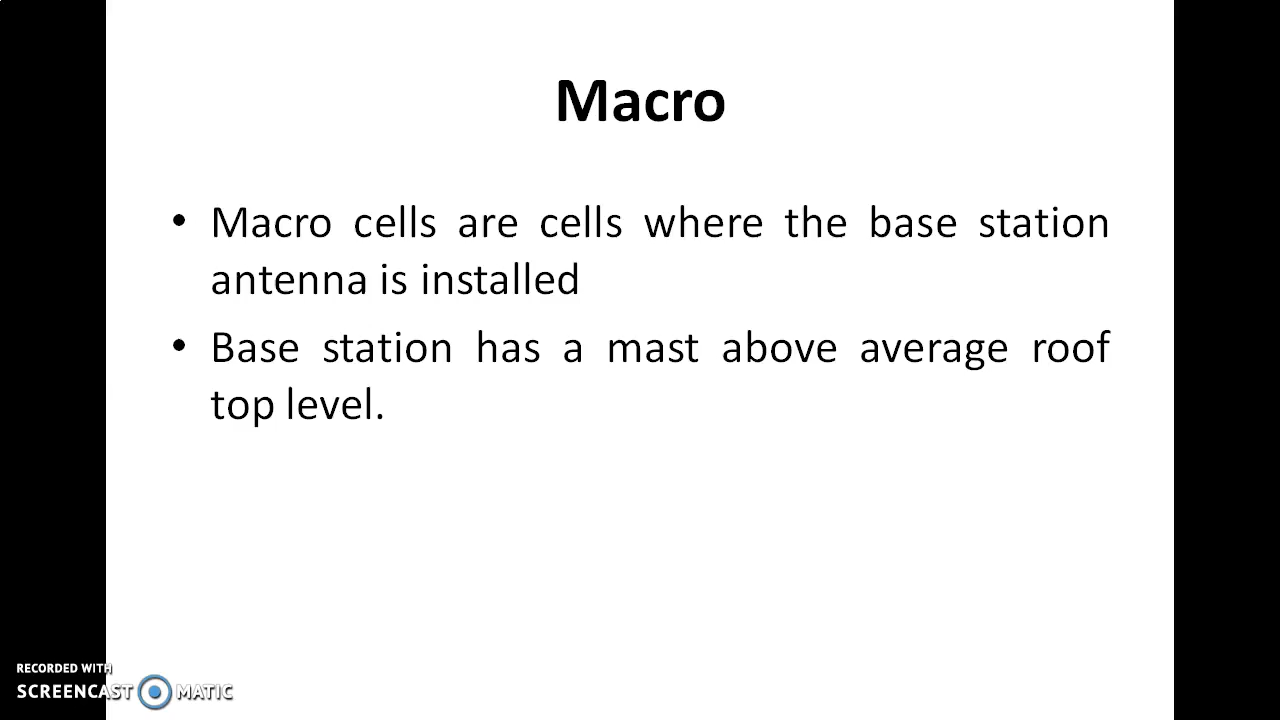 Macro
• Macro cells are cells where the base station
antenna is installed
• Base station has a mast above average roof
top level.
RECORDED WITH
SCREENCAST MATIC